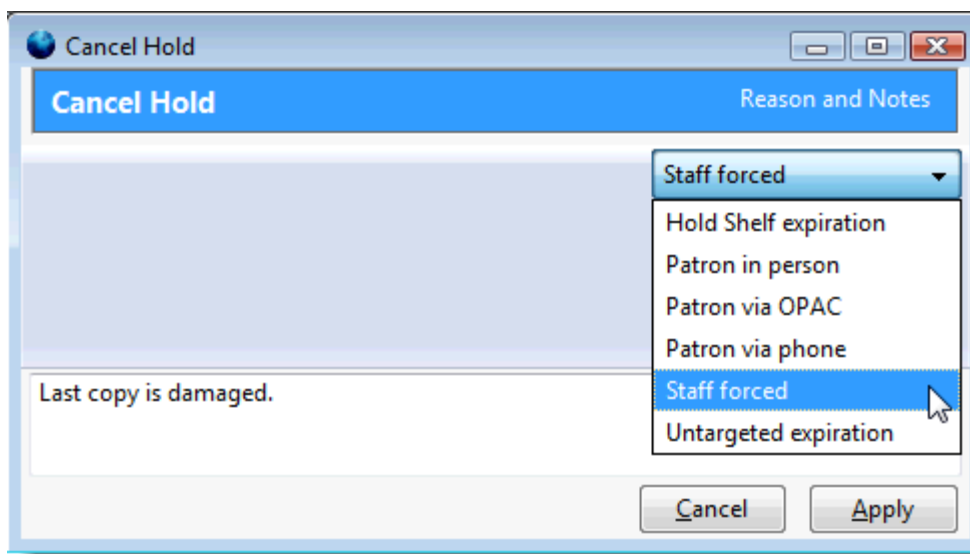 Cancel Hold
Cancel Hold Reason and Notes
Staff forced
Hold Shelf expiration
Patron in person
Patron via OPAC
Patron via phone
Staff forced
Untargeted expiration
Last copy is damaged.
Cancel Apply